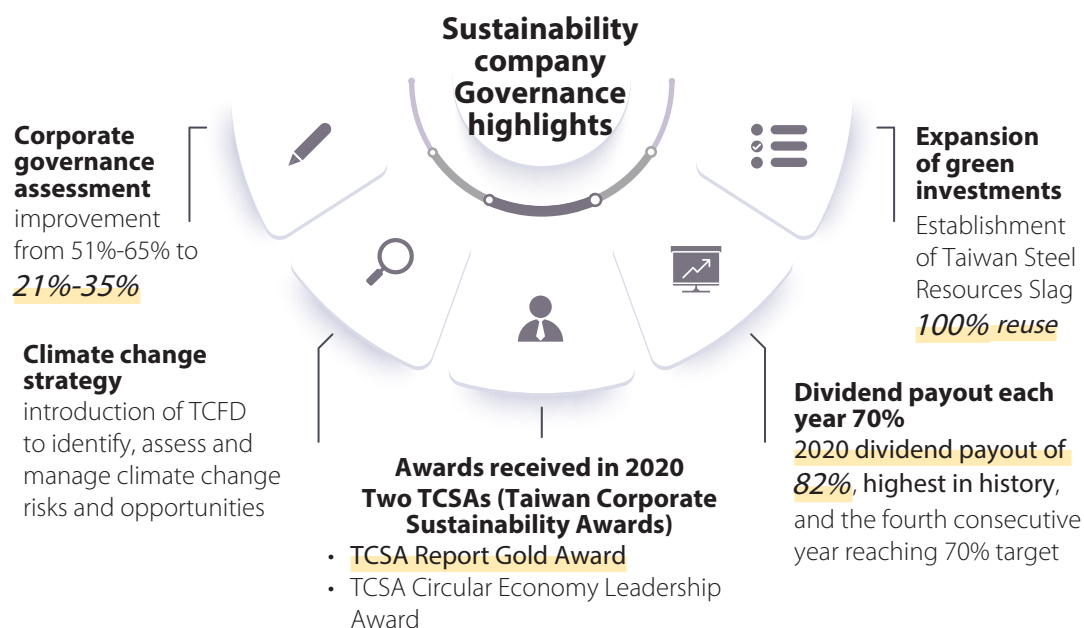 Sustainability
company
Governance
highlights
Corporate
governance
assessment
improvement
from 51%-65% to
21%-35%
Climate change
strategy
introduction of TCFD
to identify, assess and
manage climate change
risks and opportunities
Awards received in 2020
Two TCSAs (Taiwan Corporate
Sustainability Awards)
• TCSA Report Gold Award
• TCSA Circular Economy Leadership
Award
Dividend payout each
year 70%
2020 dividend payout of
82%, highest in history,
and the fourth consecutive
year reaching 70% target
Expansion
of green
investments
Establishment
of Taiwan Steel
Resources Slag
100% reuse